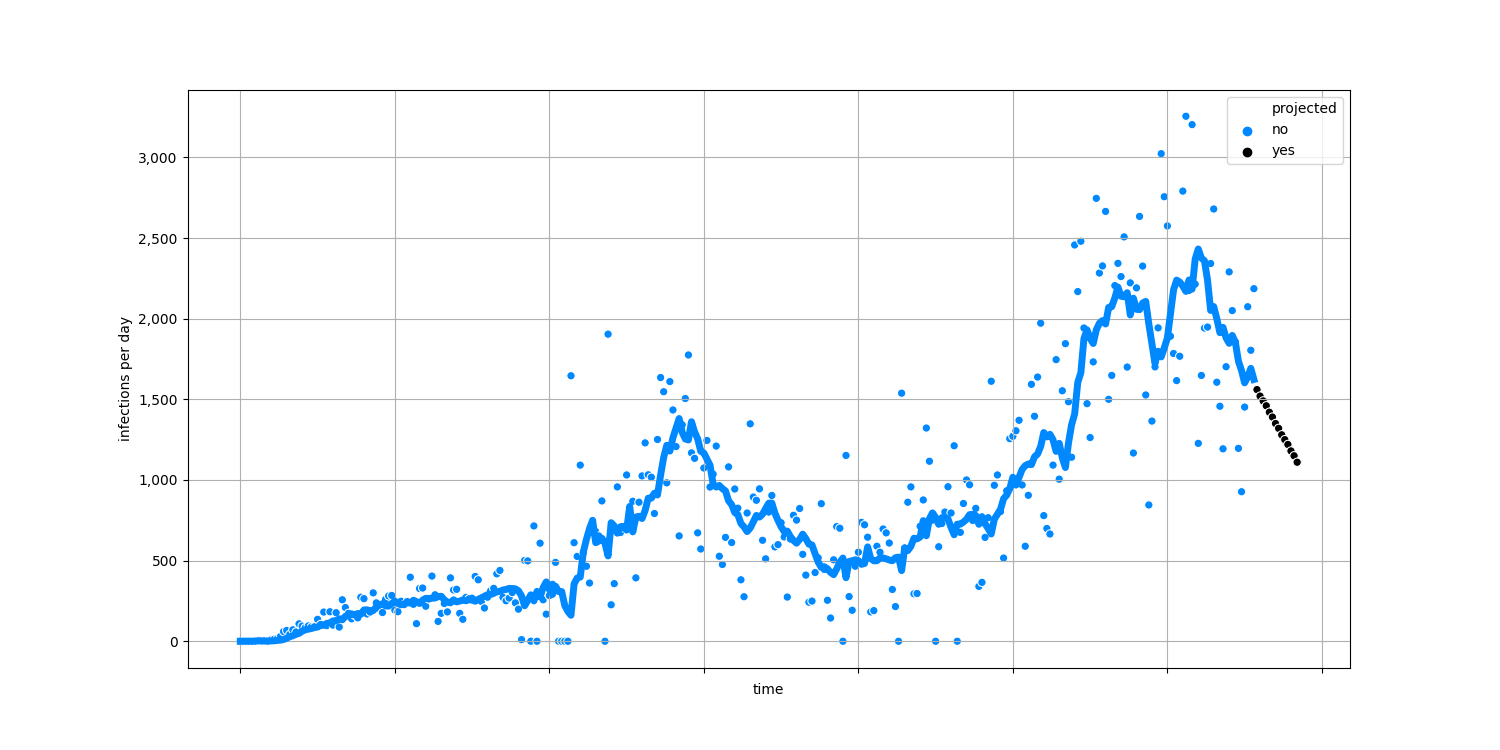 projected
no
yes
3,000
2,500
2,000
1,500
1,000
500
0
infections per day
time